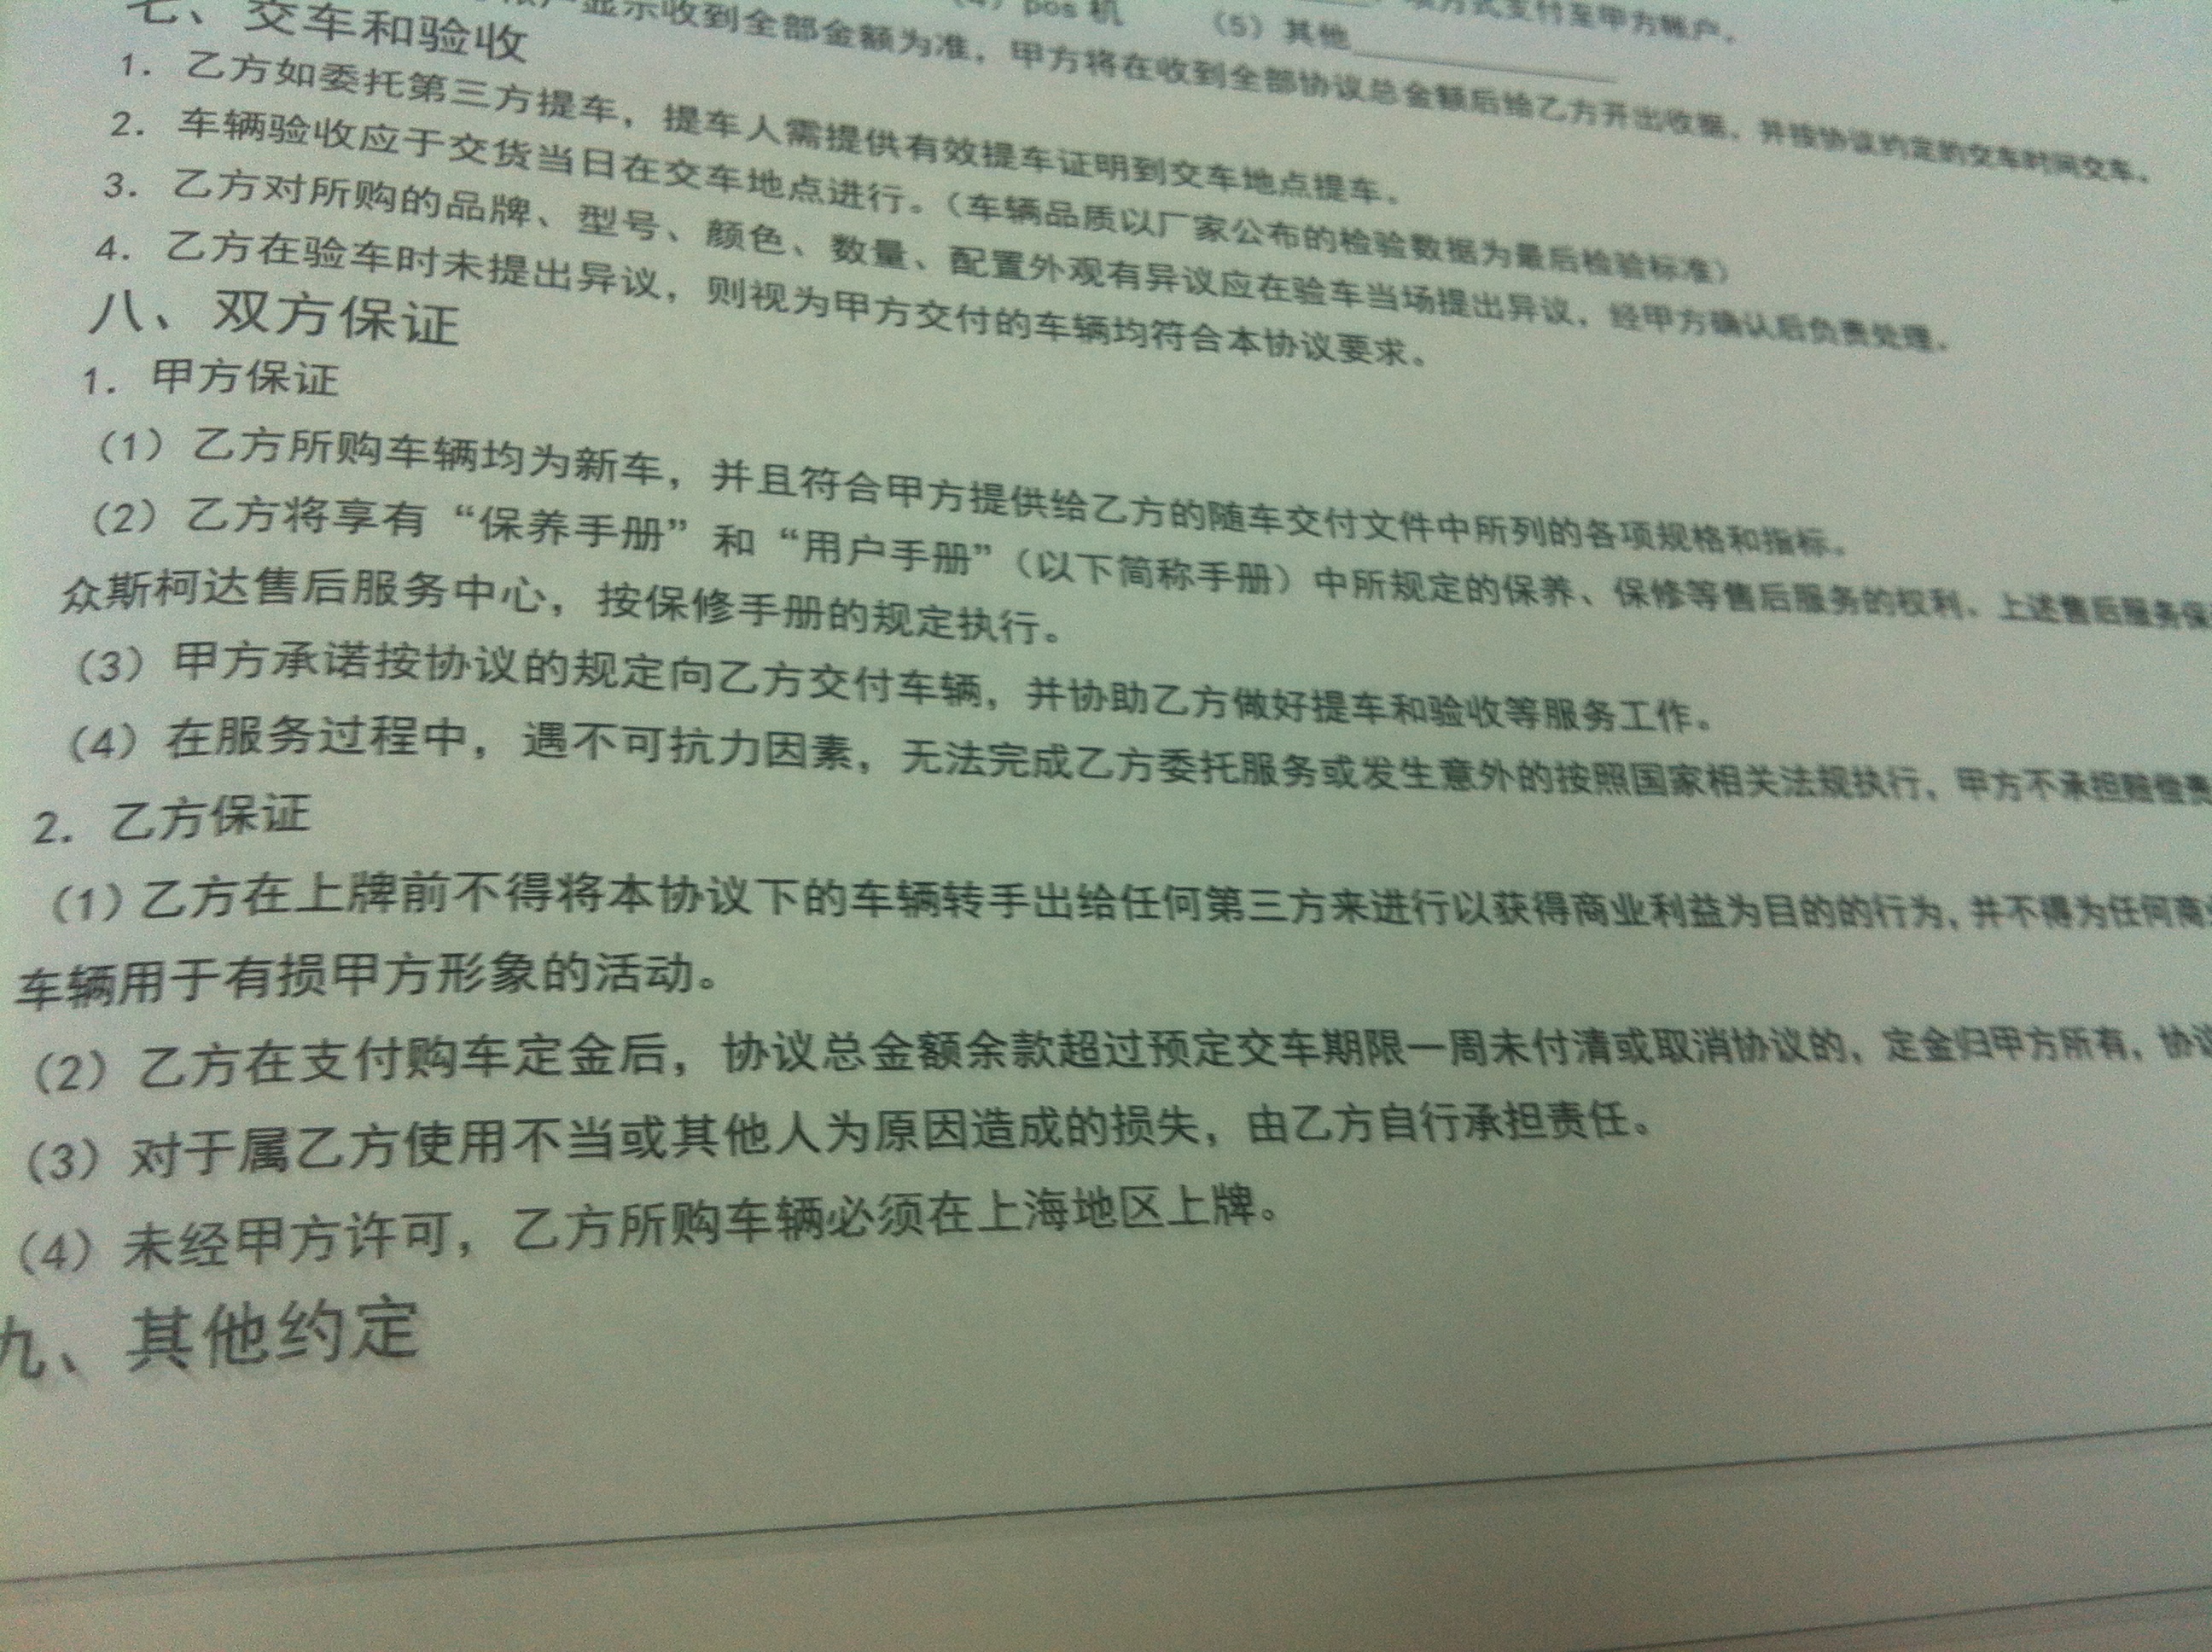 项方式支付至甲方帐户。
(4) pos 机 (5) 其他
显示收到全部金额为准，甲方将在收到全部协议总金额后给乙方开出收据，并按协议约定的交车时间交车。
七、交车和验收
1. 乙方如委托第三方提车，提车人需提供有效提车证明到交车地点提车。
2. 车辆验收应于交货当日在交车地点进行。（车辆品质以厂家公布的检验数据为最后检验标准）
3. 乙方对所购的品牌、型号、颜色、数量、配置外观有异议应在验车当场提出异议，经甲方确认后负责处理。
4. 乙方在验车时未提出异议，则视为甲方交付的车辆均符合本协议要求。
八、双方保证
1. 甲方保证
（1）乙方所购车辆均为新车，并且符合甲方提供给乙方的随车交付文件中所列的各项规格和指标。
（2）乙方将享有“保养手册”和“用户手册”（以下简称手册）中所规定的保养、保修等售后服务的权利，上述售后服务保
众斯柯达售后服务中心，按保修手册的规定执行。
（3）甲方承诺按协议的规定向乙方交付车辆，并协助乙方做好提车和验收等服务工作。
（4）在服务过程中，遇不可抗力因素，无法完成乙方委托服务或发生意外的按照国家相关法规执行，甲方不承担赔偿责
2. 乙方保证
（1）乙方在上牌前不得将本协议下的车辆转手出给任何第三方来进行以获得商业利益为目的的行为，并不得为任何商
车辆用于有损甲方形象的活动。
（2）乙方在支付购车定金后，协议总金额余款超过预定交车期限一周未付清或取消协议的，定金归甲方所有，协议
（3）对于属乙方使用不当或其他人为原因造成的损失，由乙方自行承担责任。
（4）未经甲方许可，乙方所购车辆必须在上海地区上牌。
九、其他约定